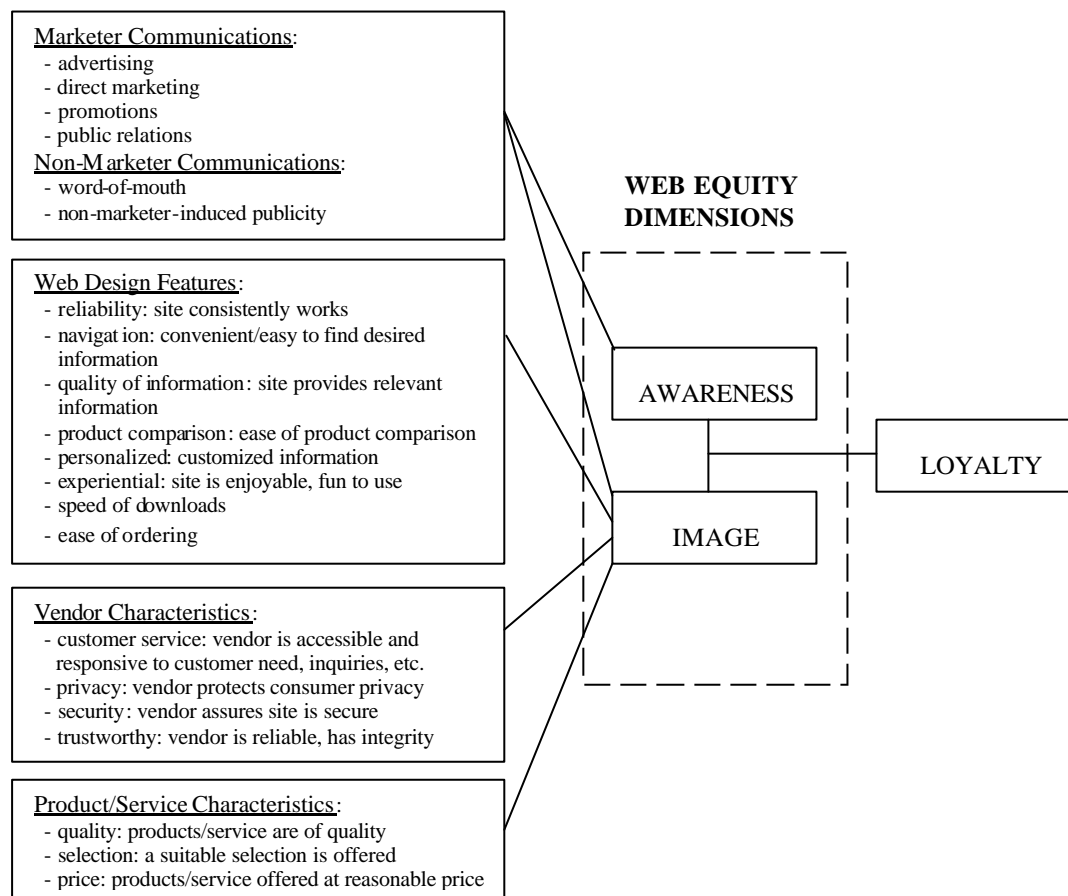 Marketer Communications:
- advertising
- direct marketing
- promotions
- public relations
Non-Marketer Communications:
- word-of-mouth
- non-marketer-induced publicity
Web Design Features:
- reliability: site consistently works
- navigation: convenient/easy to find desired
information
- quality of information: site provides relevant
information
- product comparison: ease of product comparison
- personalized: customized information
- experiential: site is enjoyable, fun to use
- speed of downloads
- ease of ordering
Vendor Characteristics:
- customer service: vendor is accessible and
responsive to customer need, inquiries, etc.
- privacy: vendor protects consumer privacy
- security: vendor assures site is secure
- trustworthy: vendor is reliable, has integrity
Product/Service Characteristics:
- quality: products/service are of quality
- selection: a suitable selection is offered
- price: products/service offered at reasonable price
WEB EQUITY
DIMENSIONS
AWARENESS
IMAGE
LOYALTY